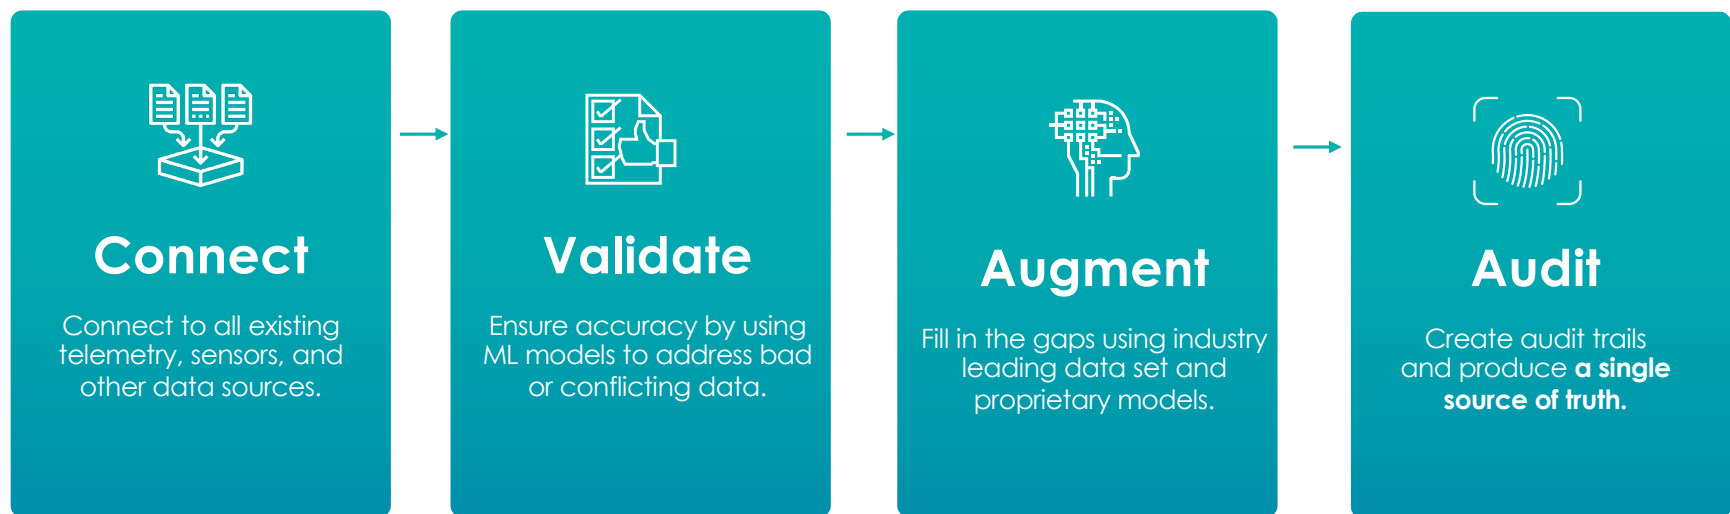 Connect
Connect to all existing
telemetry, sensors, and
other data sources.
Validate
Ensure accuracy by using
ML models to address bad
or conflicting data.
Augment
Fill in the gaps using industry
leading data set and
proprietary models.
Audit
Create audit trails
and produce a single
source of truth.